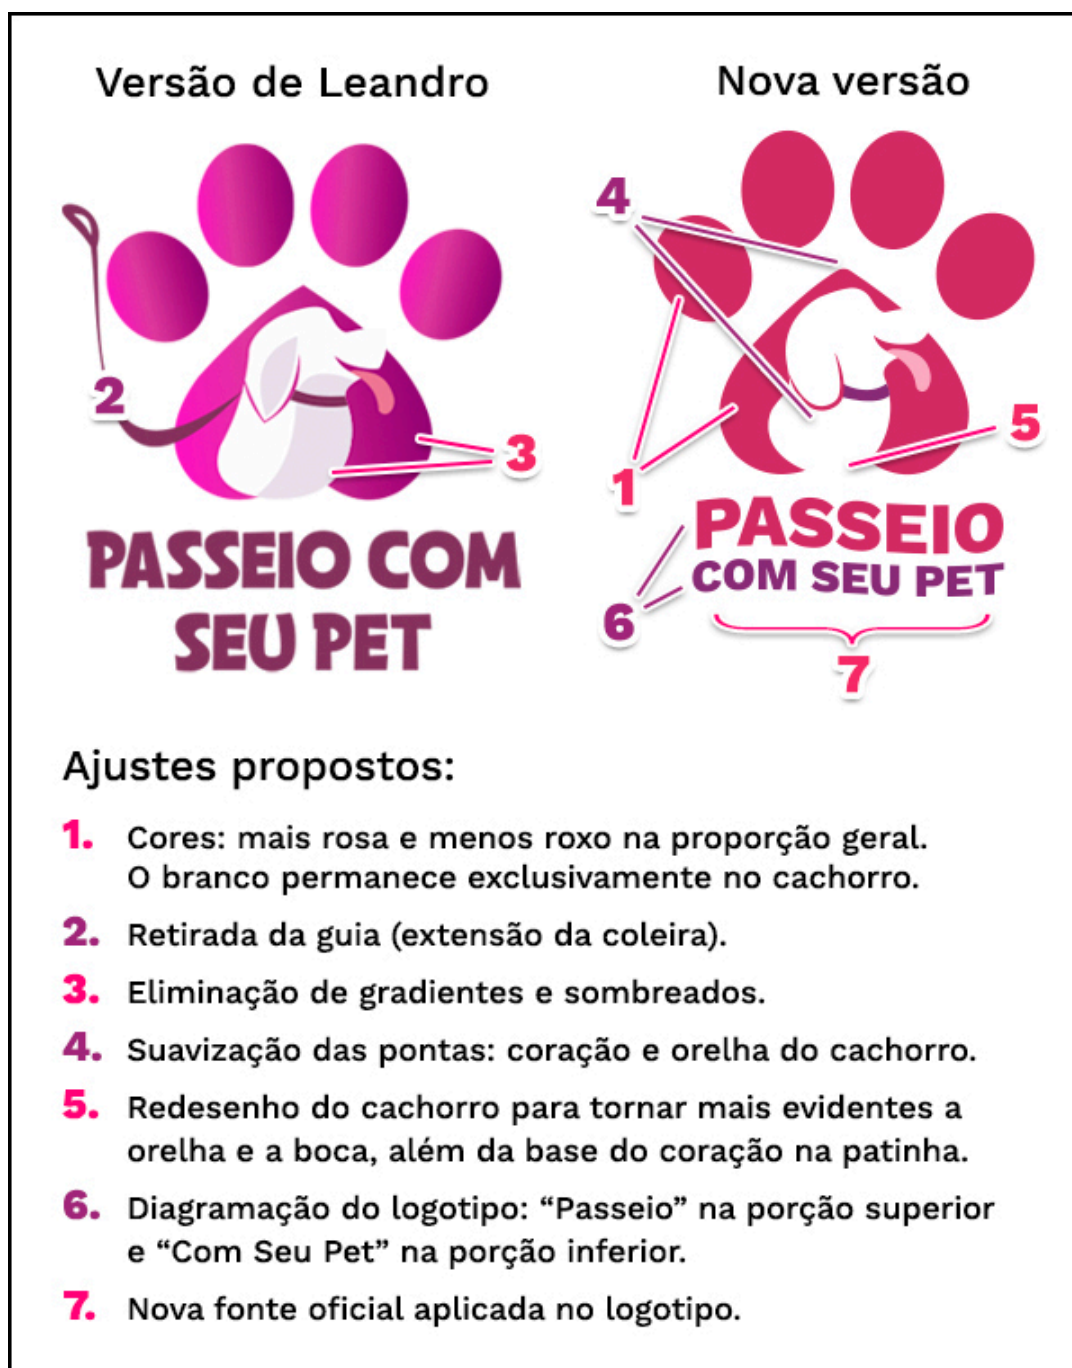 Versão de Leandro
Nova versão
4
2
3
5
1
PASSEIO COM
SEU PET
PASSEIO
COM SEU PET
6
7
Ajustes propostos:
1. Cores: mais rosa e menos roxo na proporção geral.
O branco permanece exclusivamente no cachorro.
2. Retirada da guia (extensão da coleira).
3. Eliminação de gradientes e sombreados.
4. Suavização das pontas: coração e orelha do cachorro.
5. Redesenho do cachorro para tornar mais evidentes a
orelha e a boca, além da base do coração na patinha.
6. Diagramação do logotipo: “Passeio” na porção superior
e “Com Seu Pet” na porção inferior.
7. Nova fonte oficial aplicada no logotipo.